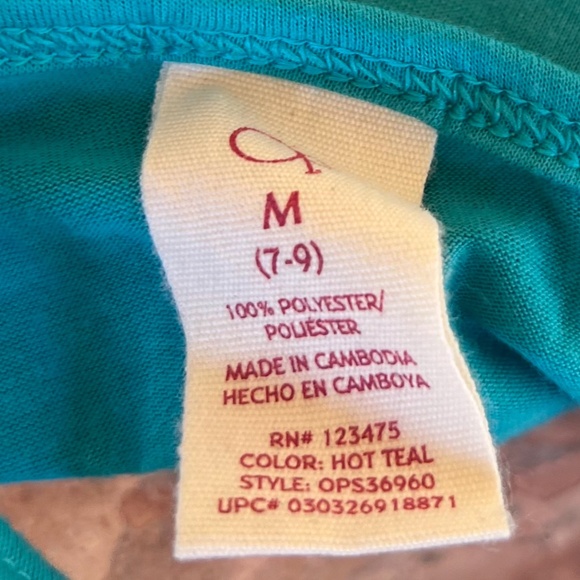 M
(7-9)
100% POLYESTER/
POLIÉSTER
MADE IN CAMBODIA
HECHO EN CAMBOYA
RN# 123475
COLOR: HOT TEAL
STYLE: OPS36960
UPC# 030326918871